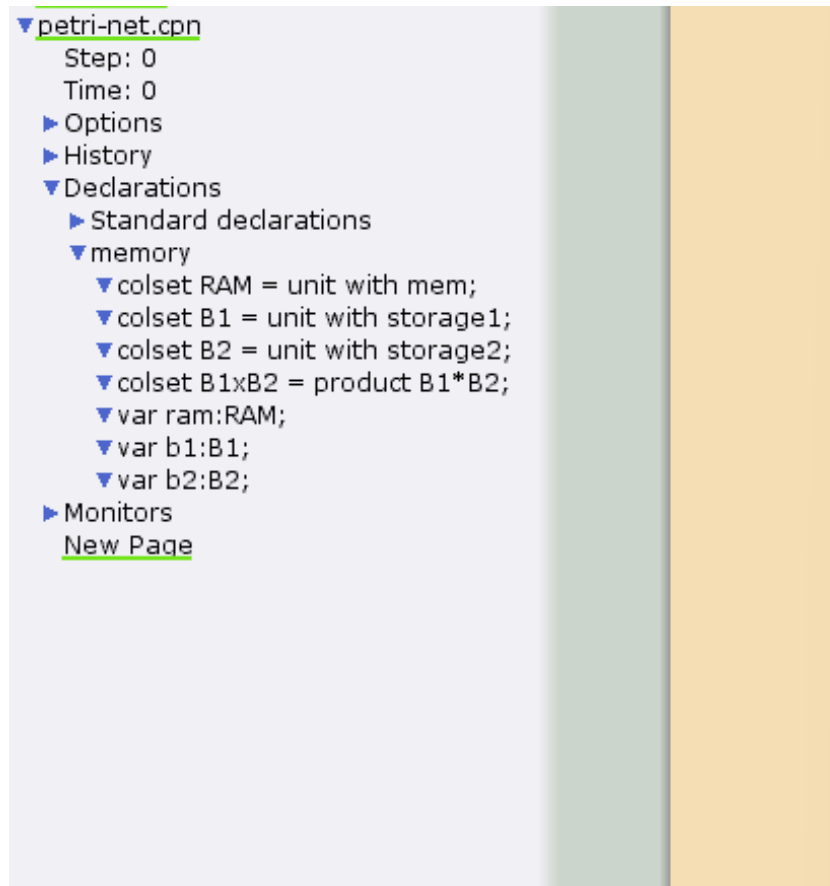 petri-net.cpn
Step: 0
Time: 0
Options
History
Declarations
Standard declarations
memory
colset RAM = unit with mem;
colset B1 = unit with storage1;
colset B2 = unit with storage2;
colset B1xB2 = product B1*B2;
var ram:RAM;
var b1:B1;
var b2:B2;
Monitors
New Page